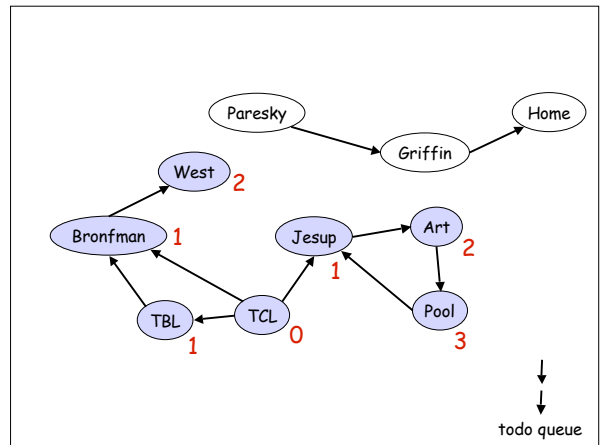 Paresky
Home
Griffin
West
2
Bronfman
1
Jesup
1
Art
2
TBL
1
TCL
0
Pool
3
todo queue